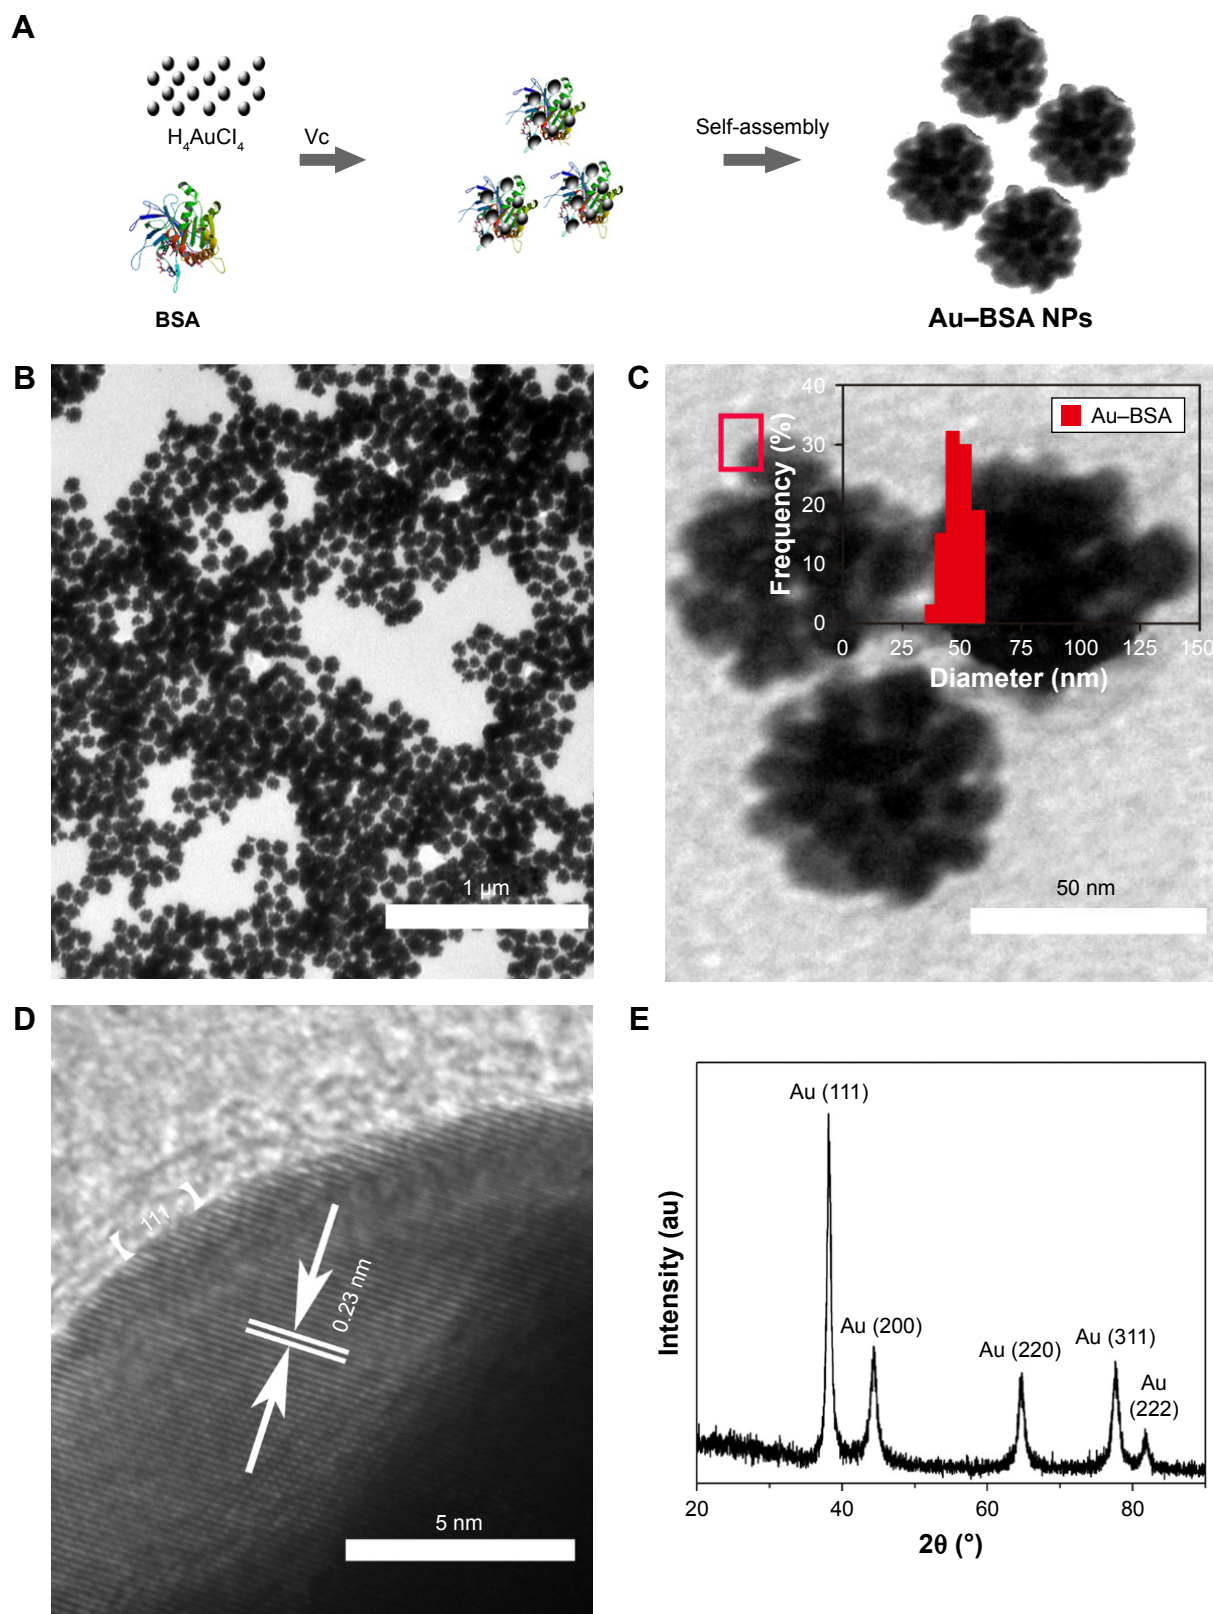 A
H₄AuCl₄
Vc
BSA
Self-assembly
Au–BSA NPs
B
1 µm
C
Frequency (%)
40
30
20
10
0
Au–BSA
0 25 50 75 100 125 150
Diameter (nm)
50 nm
D
111
0.23 nm
5 nm
E
Intensity (au)
Au (111)
Au (200)
Au (220)
Au (311)
Au
(222)
20 40 60 80
2θ (°)